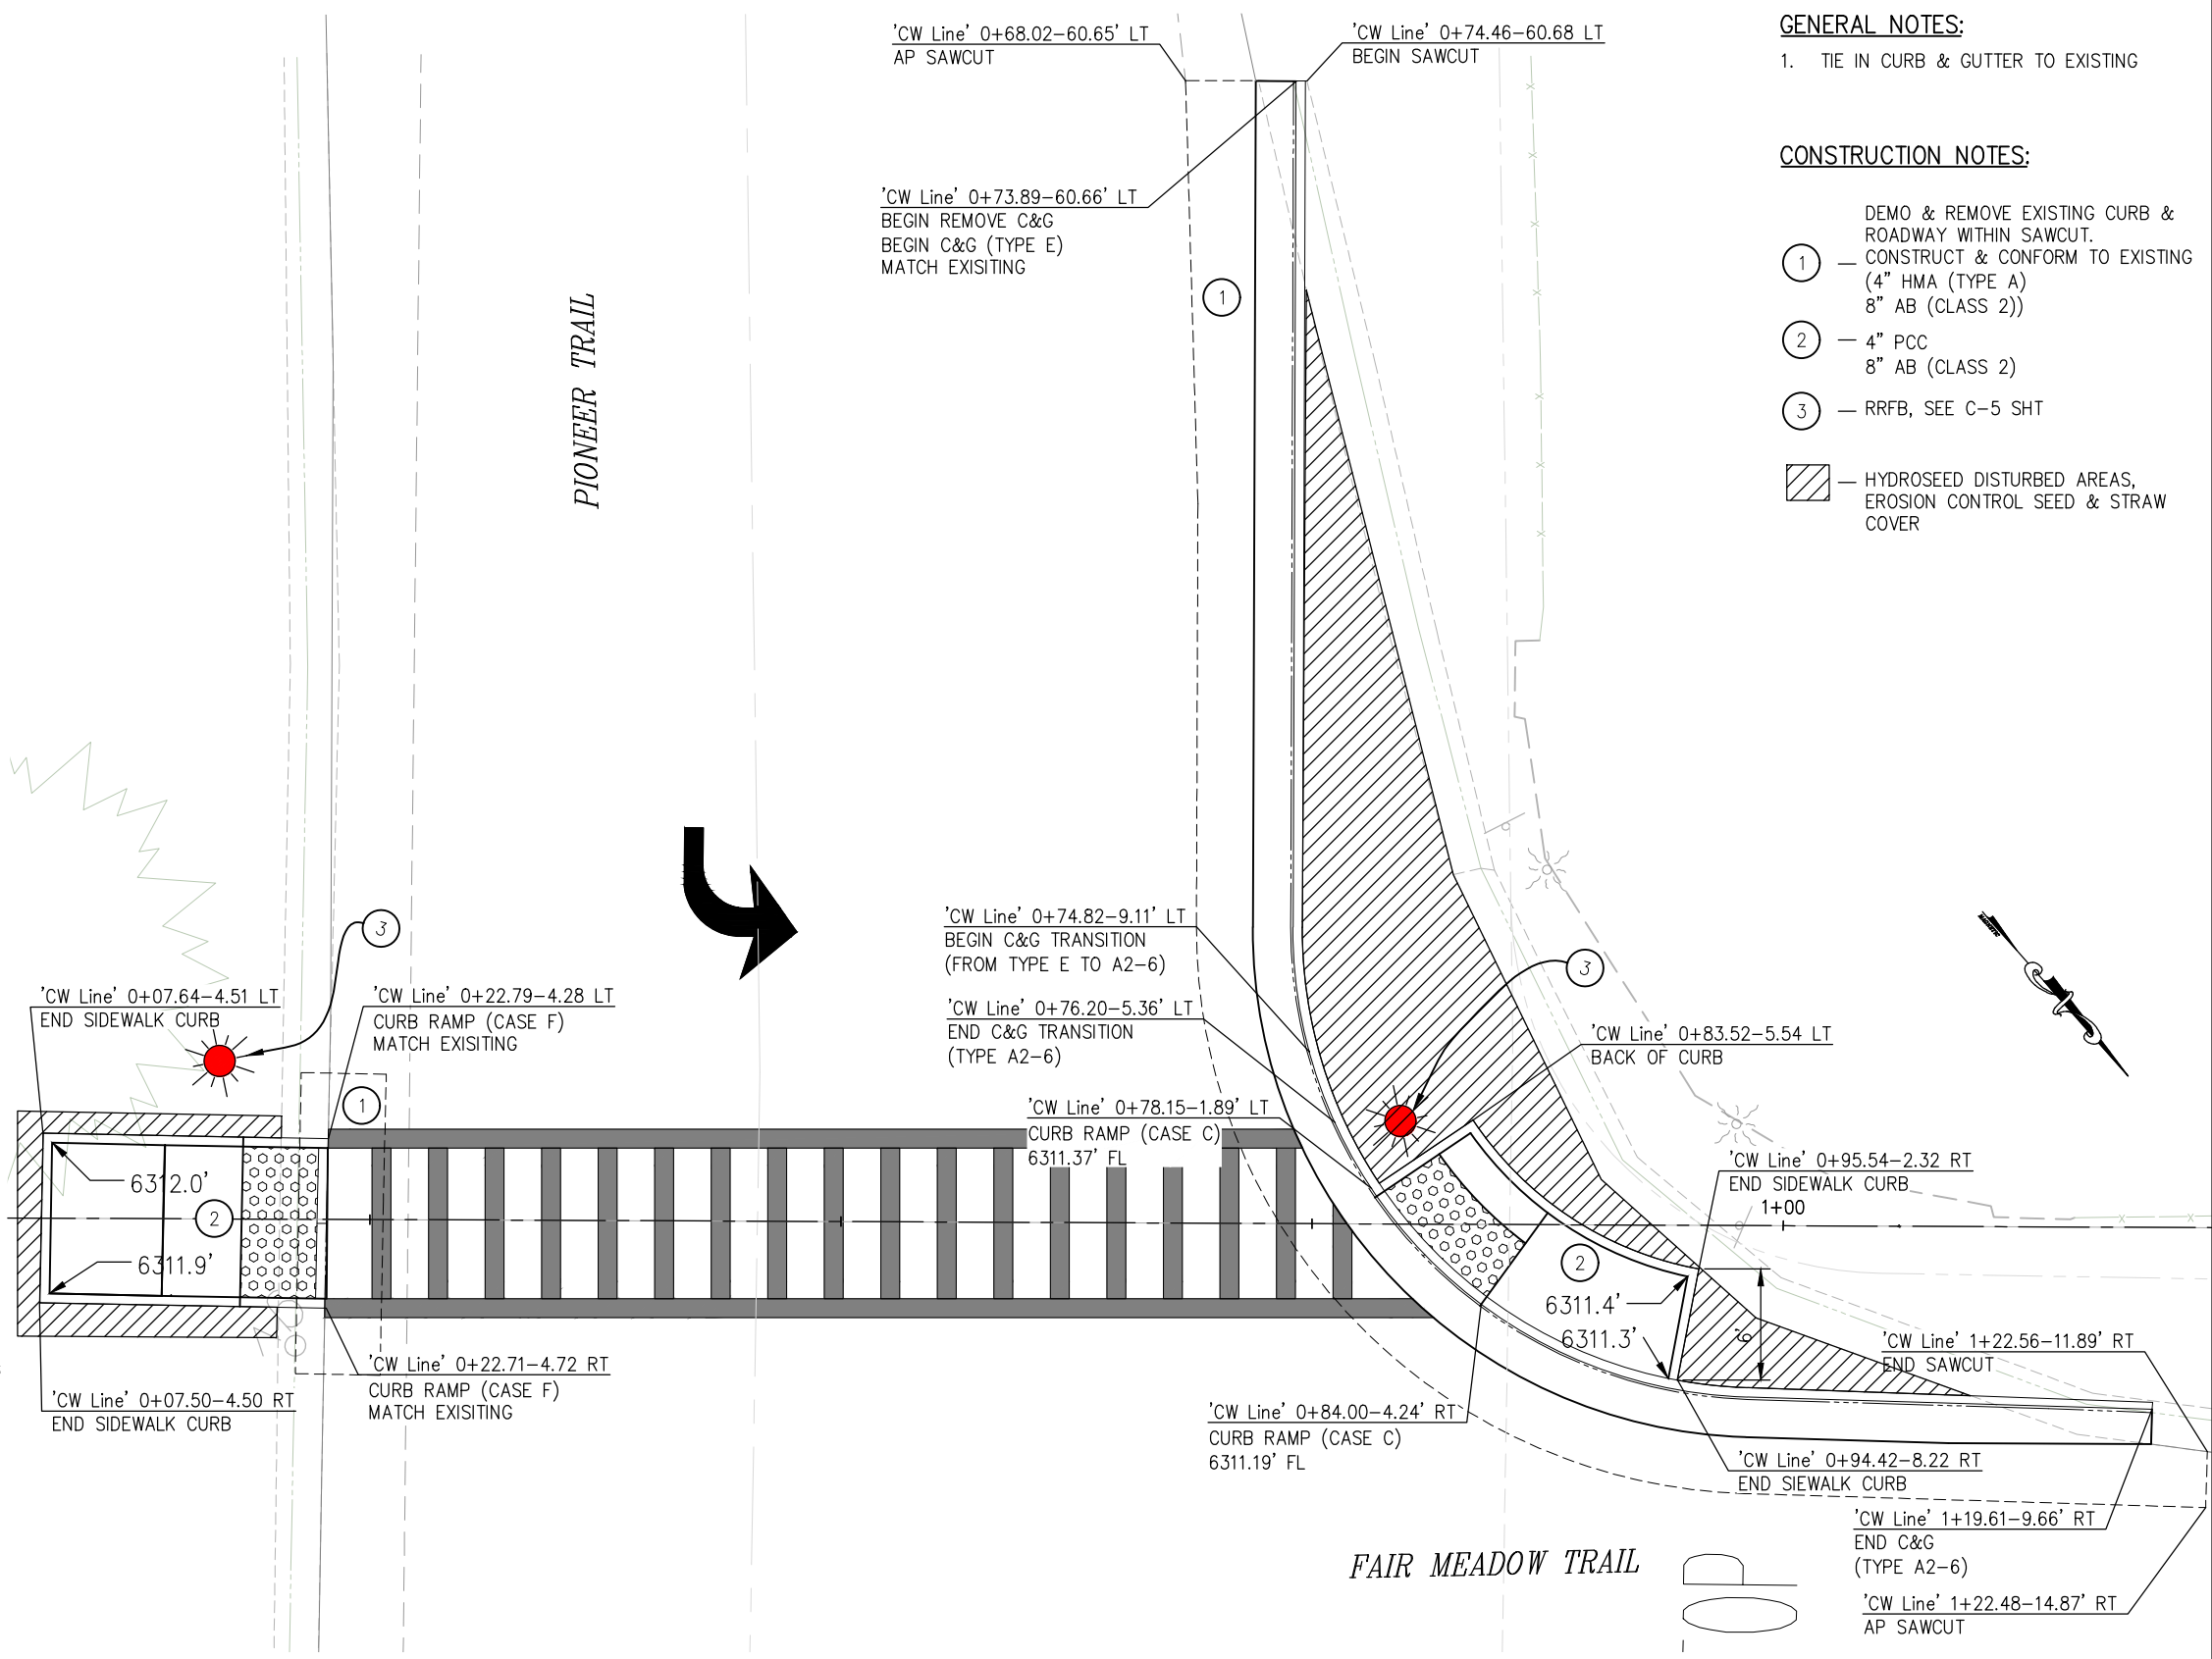 'CW Line' 0+68.02-60.65' LT
AP SAWCUT
'CW Line' 0+74.46-60.68 LT
BEGIN SAWCUT
GENERAL NOTES:
1. TIE IN CURB & GUTTER TO EXISTING
CONSTRUCTION NOTES:
1 — DEMO & REMOVE EXISTING CURB &
ROADWAY WITHIN SAWCUT.
CONSTRUCT & CONFORM TO EXISTING
(4" HMA (TYPE A)
8" AB (CLASS 2))
2 — 4" PCC
8" AB (CLASS 2)
3 — RRFB, SEE C-5 SHT
— HYDROSEED DISTURBED AREAS,
EROSION CONTROL SEED & STRAW
COVER
'CW Line' 0+73.89-60.66' LT
BEGIN REMOVE C&G
BEGIN C&G (TYPE E)
MATCH EXISITING
1
PIONEER TRAIL
'CW Line' 0+74.82-9.11' LT
BEGIN C&G TRANSITION
(FROM TYPE E TO A2-6)
'CW Line' 0+76.20-5.36' LT
END C&G TRANSITION
(TYPE A2-6)
'CW Line' 0+78.15-1.89' LT
CURB RAMP (CASE C)
6311.37' FL
3
'CW Line' 0+83.52-5.54 LT
BACK OF CURB
3
'CW Line' 0+07.64-4.51 LT
END SIDEWALK CURB
'CW Line' 0+22.79-4.28 LT
CURB RAMP (CASE F)
MATCH EXISITING
1
6312.0'
2
6311.9'
'CW Line' 0+95.54-2.32 RT
END SIDEWALK CURB
1+00
2
6311.4'
6311.3'
6'
'CW Line' 0+22.71-4.72 RT
CURB RAMP (CASE F)
MATCH EXISITING
'CW Line' 0+07.50-4.50 RT
END SIDEWALK CURB
'CW Line' 0+84.00-4.24' RT
CURB RAMP (CASE C)
6311.19' FL
'CW Line' 1+22.56-11.89' RT
END SAWCUT
'CW Line' 0+94.42-8.22 RT
END SIEWALK CURB
'CW Line' 1+19.61-9.66' RT
END C&G
(TYPE A2-6)
'CW Line' 1+22.48-14.87' RT
AP SAWCUT
FAIR MEADOW TRAIL